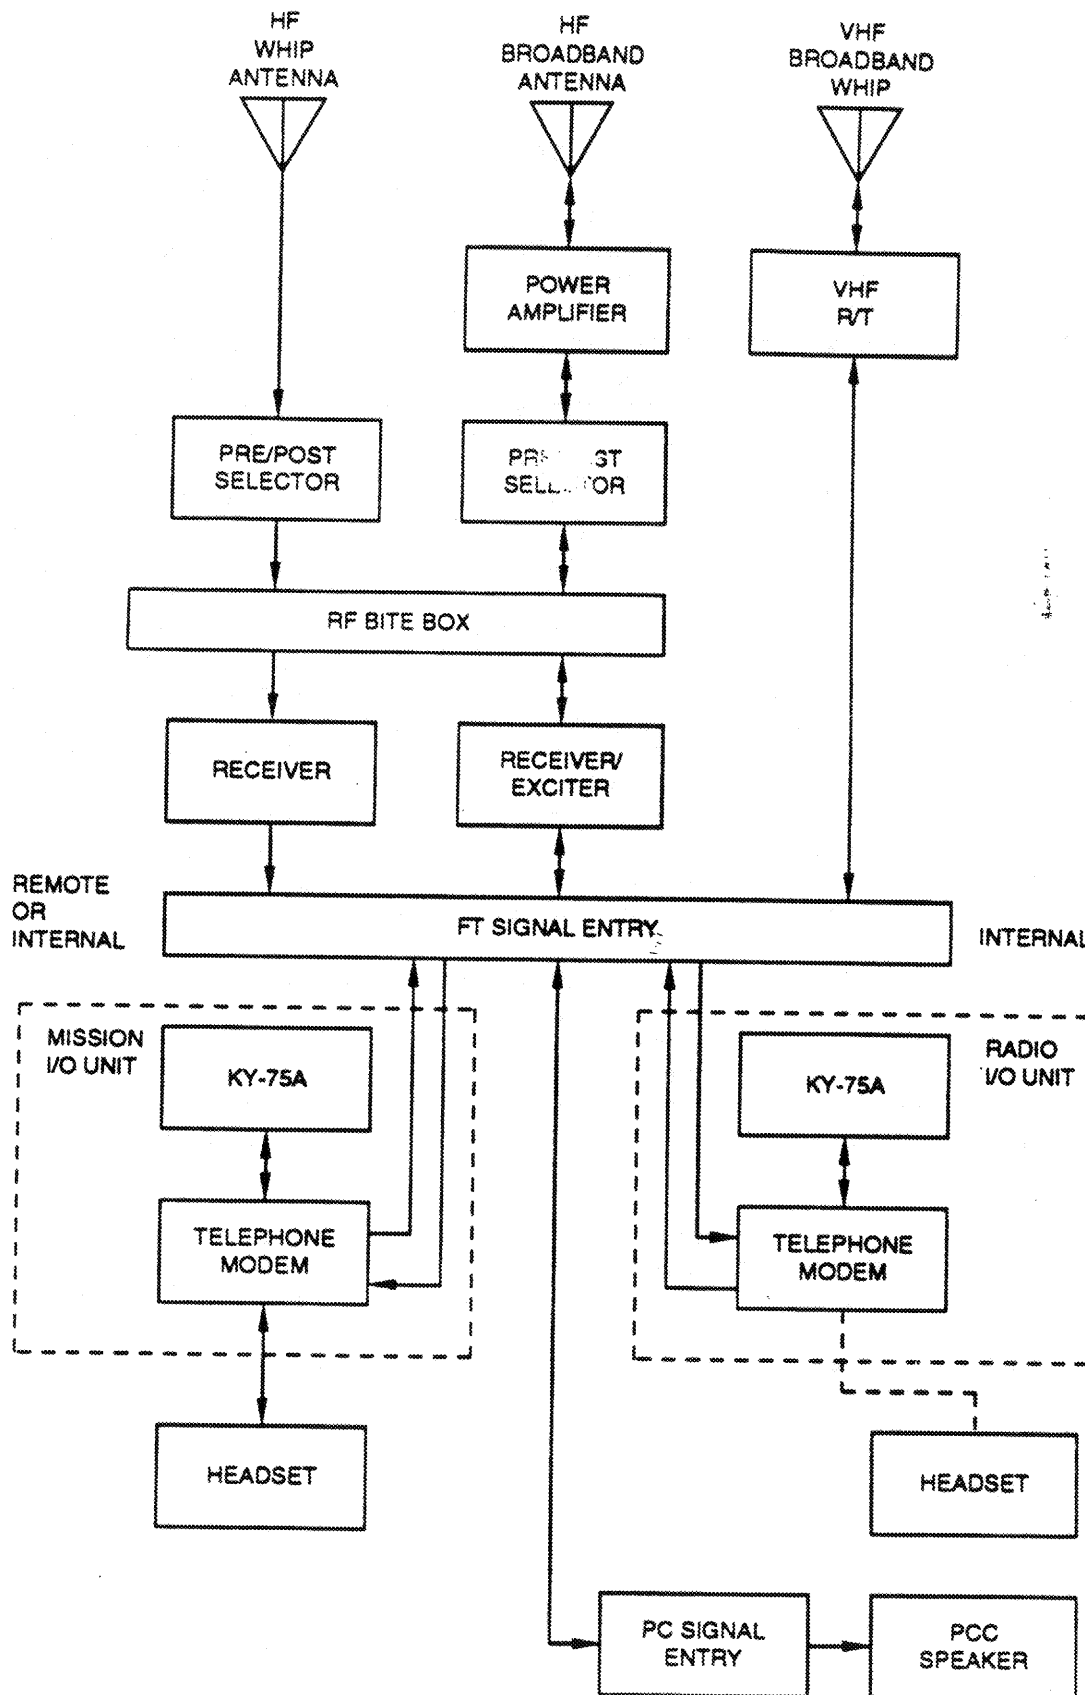 HF
WHIP
ANTENNA
HF
BROADBAND
ANTENNA
VHF
BROADBAND
WHIP
POWER
AMPLIFIER
VHF
R/T
PRE/POST
SELECTOR
RF BITE BOX
RECEIVER
RECEIVER/
EXCITER
REMOTE
OR
INTERNAL
FT SIGNAL ENTRY
INTERNAL
MISSION
I/O UNIT
KY-75A
TELEPHONE
MODEM
HEADSET
RADIO
I/O UNIT
KY-75A
TELEPHONE
MODEM
HEADSET
PC SIGNAL
ENTRY
PCC
SPEAKER